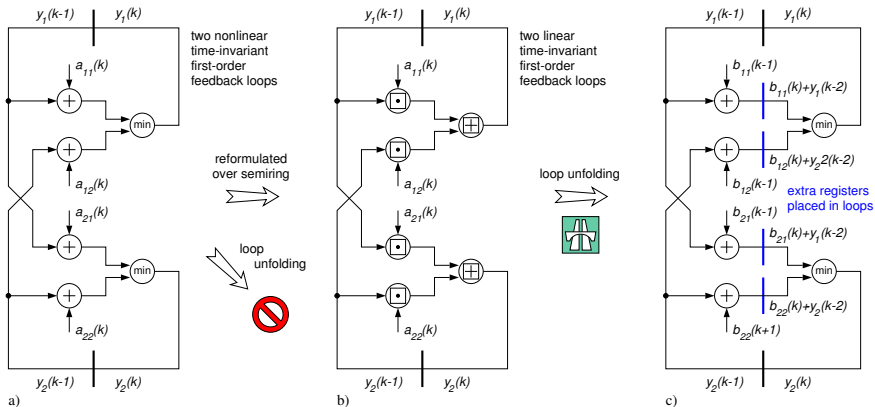 y1(k-1) y1(k)
two nonlinear
time-invariant
first-order
feedback loops
a11(k)
+
min
+
a12(k)
a21(k)
+
min
+
a22(k)
y2(k-1) y2(k)
a)
reformulated
over semiring
loop
unfolding
y1(k-1) y1(k)
two linear
time-invariant
first-order
feedback loops
a11(k)
+
a12(k)
a21(k)
+
a22(k)
y2(k-1) y2(k)
b)
loop unfolding
y1(k-1) y1(k)
b11(k-1)
b11(k)+y1(k-2)
+
min
+
b12(k)+y22(k-2)
b12(k-1)
extra registers
placed in loops
b21(k-1)
b21(k)+y1(k-2)
+
min
+
b22(k)+y2(k-2)
b22(k+1)
y2(k-1) y2(k)
c)